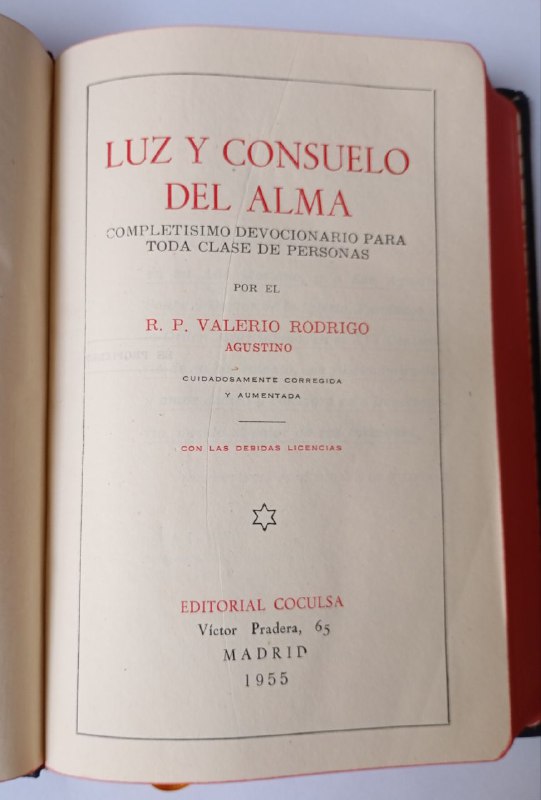 LUZ Y CONSUELO
DEL ALMA
COMPLETISIMO DEVOCIONARIO PARA
TODA CLASE DE PERSONAS
POR EL
R. P. VALERIO RODRIGO
AGUSTINO
CUIDADOSAMENTE CORREGIDA
Y AUMENTADA
CON LAS DEBIDAS LICENCIAS
EDITORIAL COCULSA
Víctor Pradera, 65
MADRID
1955